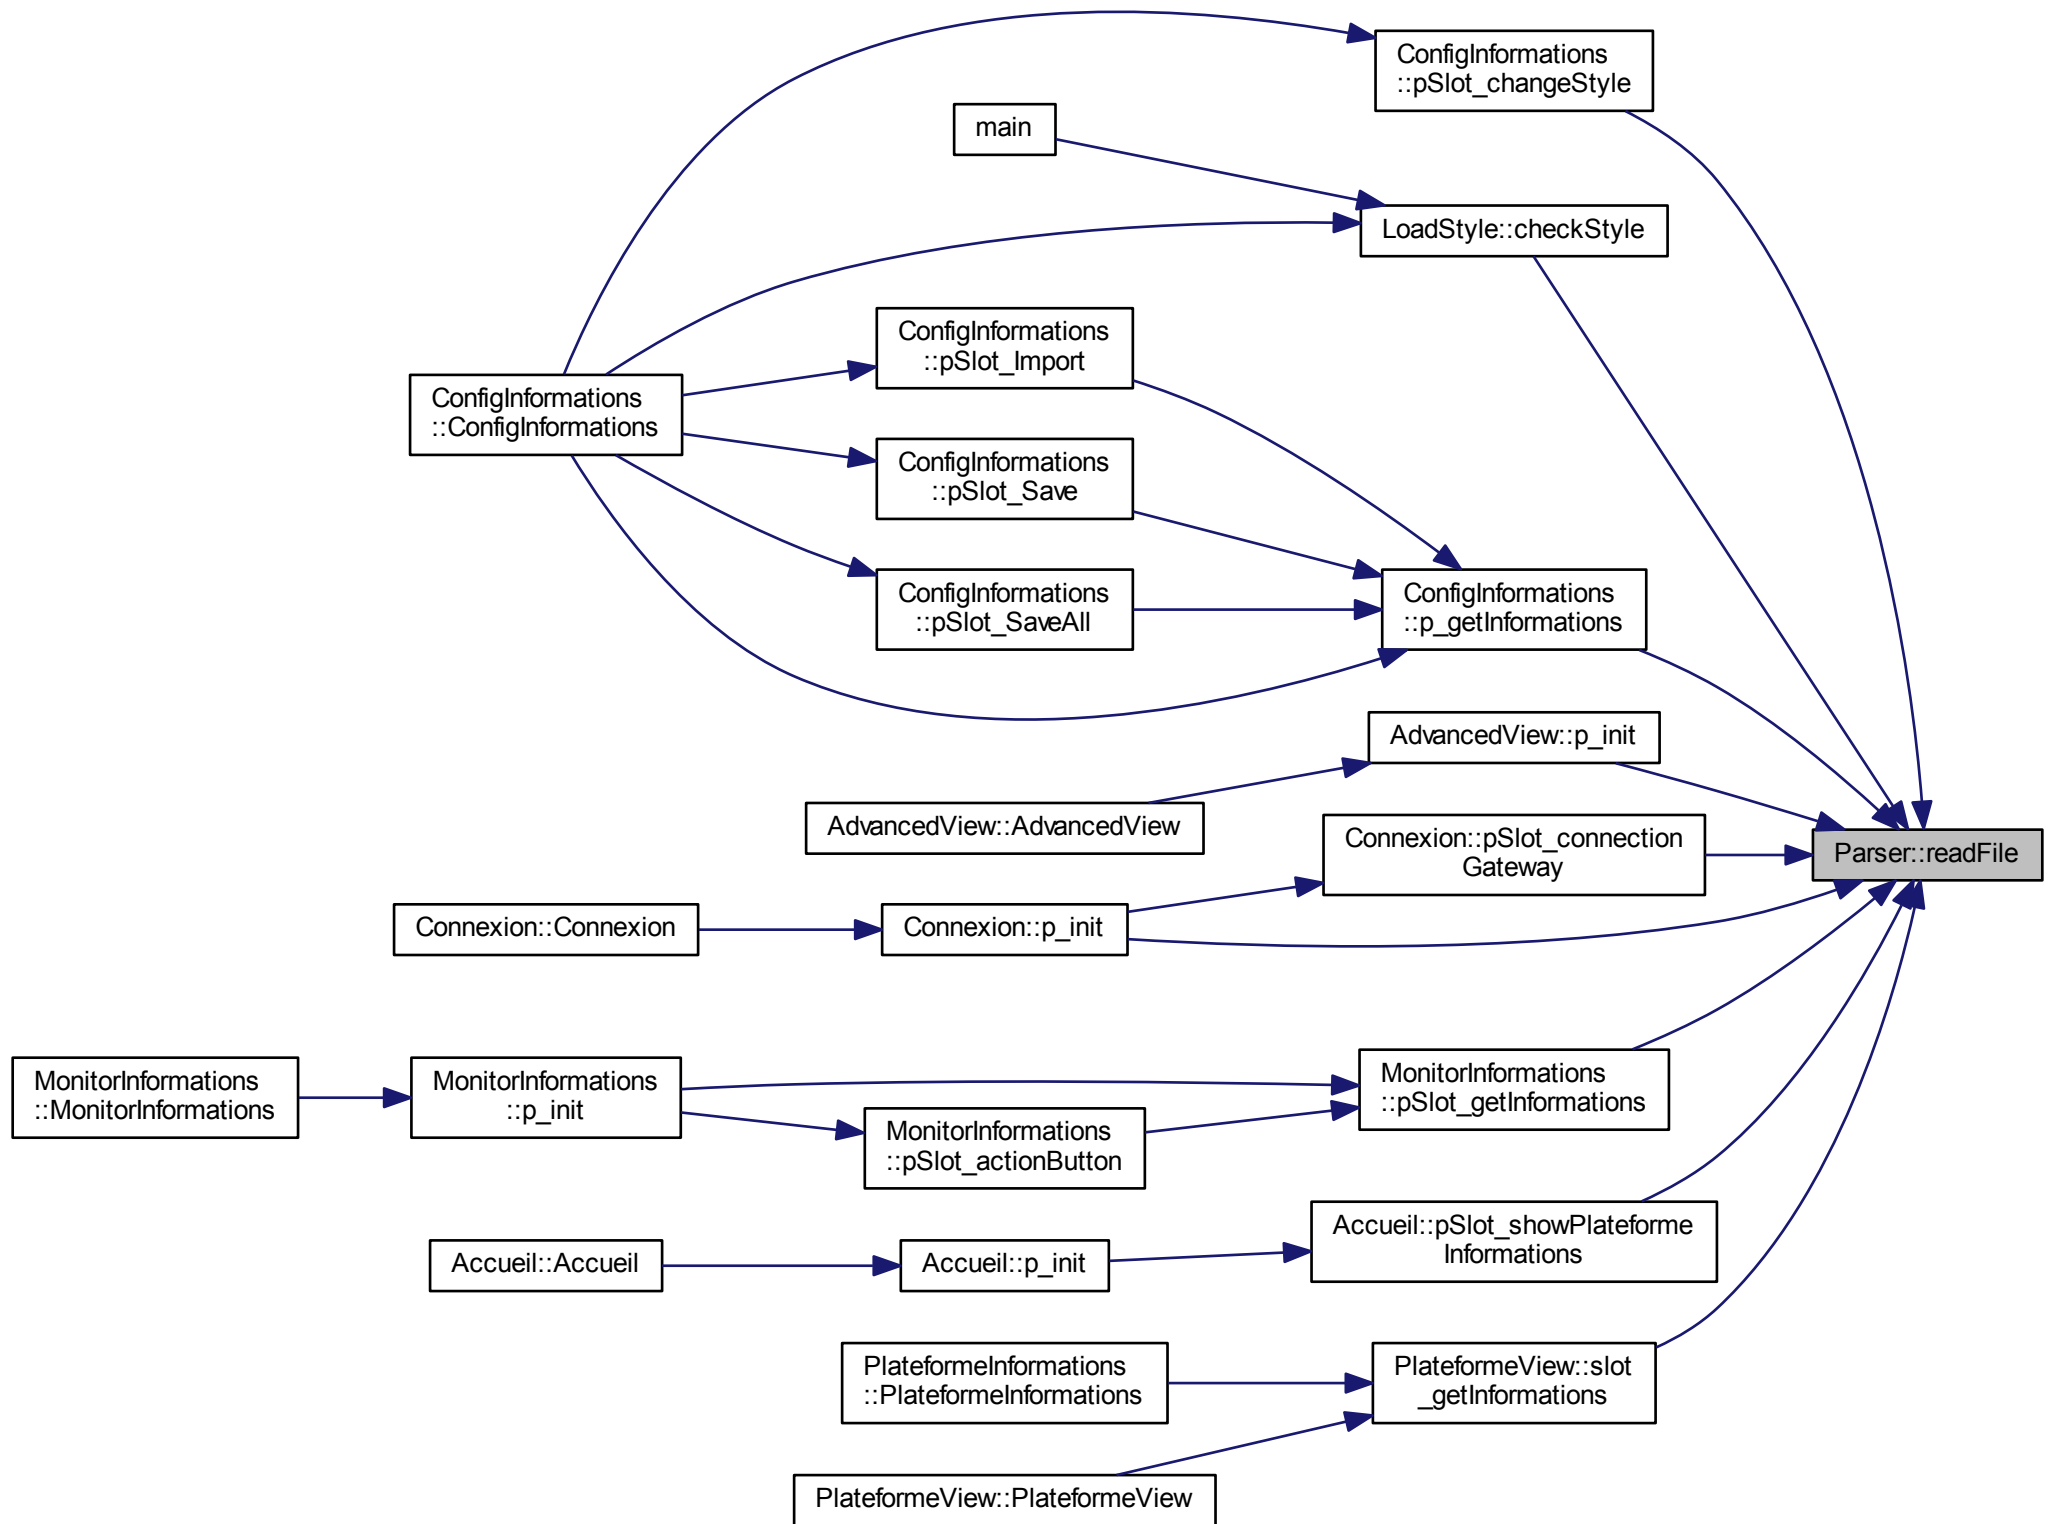 ConfigInformations
::pSlot_changeStyle
main
LoadStyle::checkStyle
ConfigInformations
::pSlot_Import
ConfigInformations
::ConfigInformations
ConfigInformations
::pSlot_Save
ConfigInformations
::pSlot_SaveAll
ConfigInformations
::p_getInformations
AdvancedView::p_init
AdvancedView::AdvancedView
Connexion::pSlot_connection
Gateway
Parser::readFile
Connexion::Connexion
Connexion::p_init
MonitorInformations
::MonitorInformations
MonitorInformations
::p_init
MonitorInformations
::pSlot_getInformations
MonitorInformations
::pSlot_actionButton
Accueil::pSlot_showPlateforme
Informations
Accueil::Accueil
Accueil::p_init
PlateformeInformations
::PlateformeInformations
PlateformeView::slot
_getInformations
PlateformeView::PlateformeView